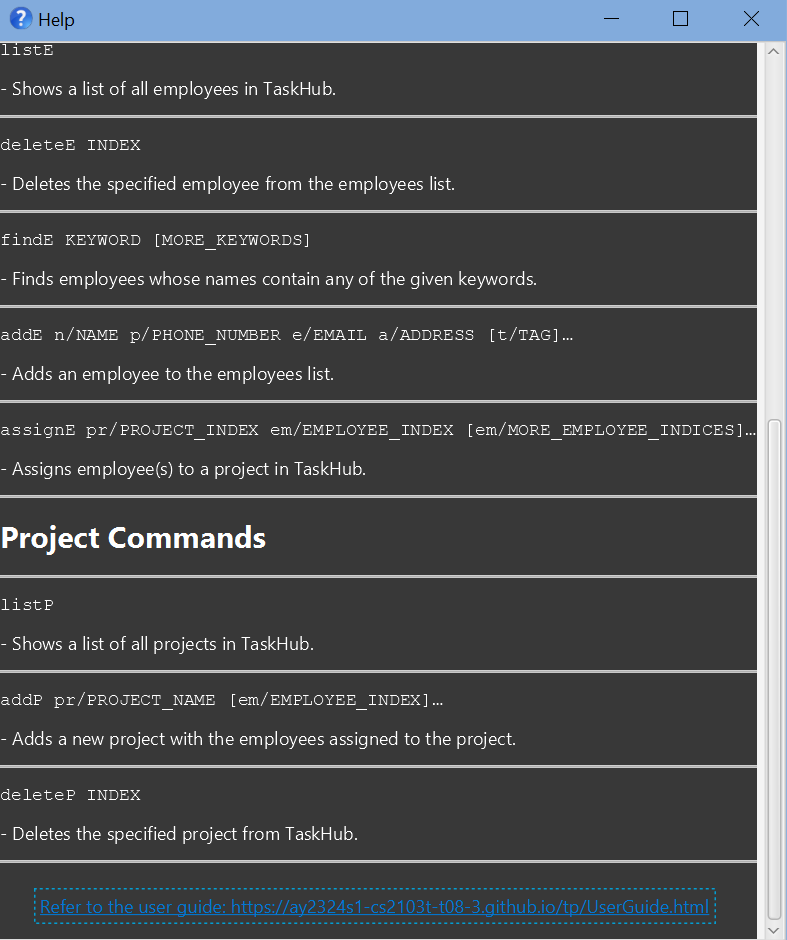 Help
listE
- Shows a list of all employees in TaskHub.
deleteE INDEX
- Deletes the specified employee from the employees list.
findE KEYWORD [MORE_KEYWORDS]
- Finds employees whose names contain any of the given keywords.
addE n/NAME p/PHONE_NUMBER e/EMAIL a/ADDRESS [t/TAG]…
- Adds an employee to the employees list.
assignE pr/PROJECT_INDEX em/EMPLOYEE_INDEX [em/MORE_EMPLOYEE_INDICES]…
- Assigns employee(s) to a project in TaskHub.
Project Commands
listP
- Shows a list of all projects in TaskHub.
addP pr/PROJECT_NAME [em/EMPLOYEE_INDEX]…
- Adds a new project with the employees assigned to the project.
deleteP INDEX
- Deletes the specified project from TaskHub.
Refer to the user guide: https://ay2324s1-cs2103t-t08-3.github.io/tp/UserGuide.html